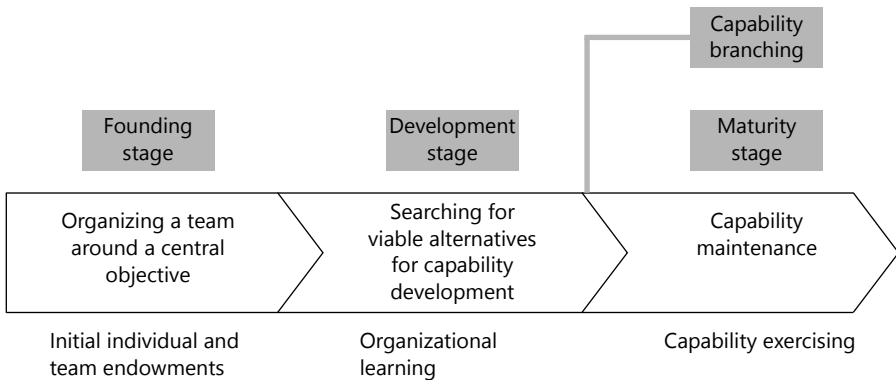 Capability
branching
Founding
stage
Development
stage
Maturity
stage
Organizing a team
around a central
objective
Searching for
viable alternatives
for capability
development
Capability
maintenance
Initial individual and
team endowments
Organizational
learning
Capability exercising